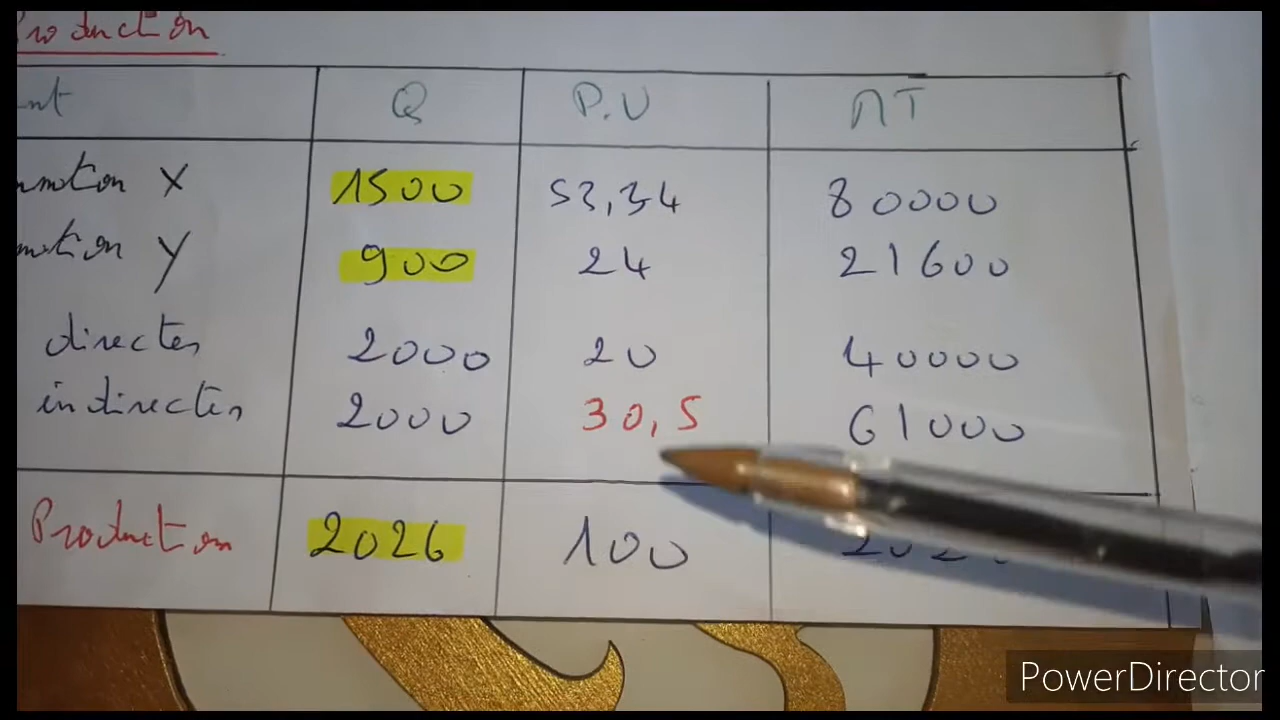 Production
Q P.U MT
X 1500 53,34 80000
Y 900 24 21600
directes 2000 20 40000
indirectes 2000 30,5 61000
Production 2026 100
PowerDirector